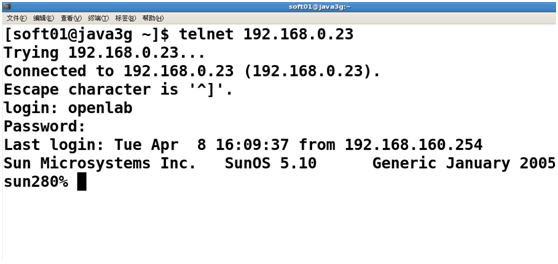 soft01@java3g:~
文件(F) 编辑(E) 查看(V) 终端(T) 标签(B) 帮助(H)
[soft01@java3g ~]$ telnet 192.168.0.23
Trying 192.168.0.23...
Connected to 192.168.0.23 (192.168.0.23).
Escape character is '^]'.
login: openlab
Password:
Last login: Tue Apr  8 16:09:37 from 192.168.160.254
Sun Microsystems Inc.   SunOS 5.10      Generic January 2005
sun280%